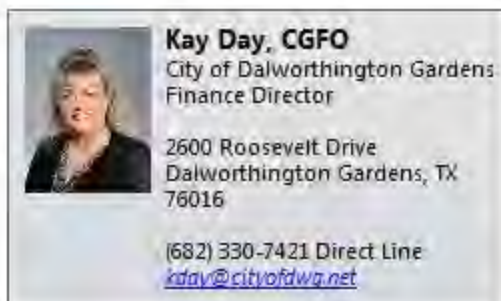 Kay Day, CGFO
City of Dalworthington Gardens
Finance Director
2600 Roosevelt Drive
Dalworthington Gardens, TX
76016
(682) 330-7421 Direct Line
kday@cityofdwg.net